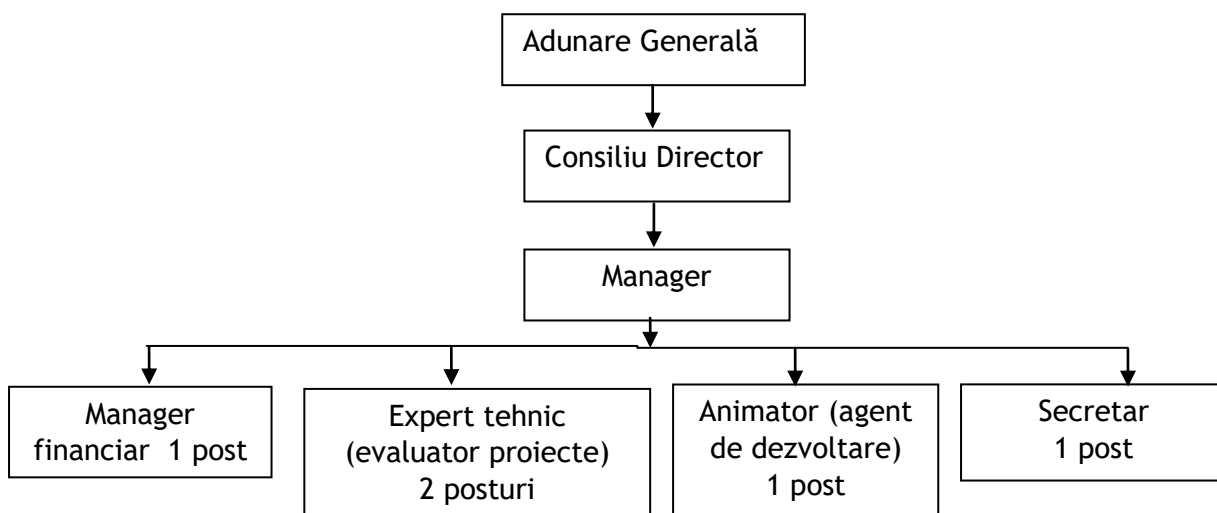 Adunare Generală
Consiliu Director
Manager
Manager
financiar 1 post
Expert tehnic
(evaluator proiecte)
2 posturi
Animator (agent
de dezvoltare)
1 post
Secretar
1 post